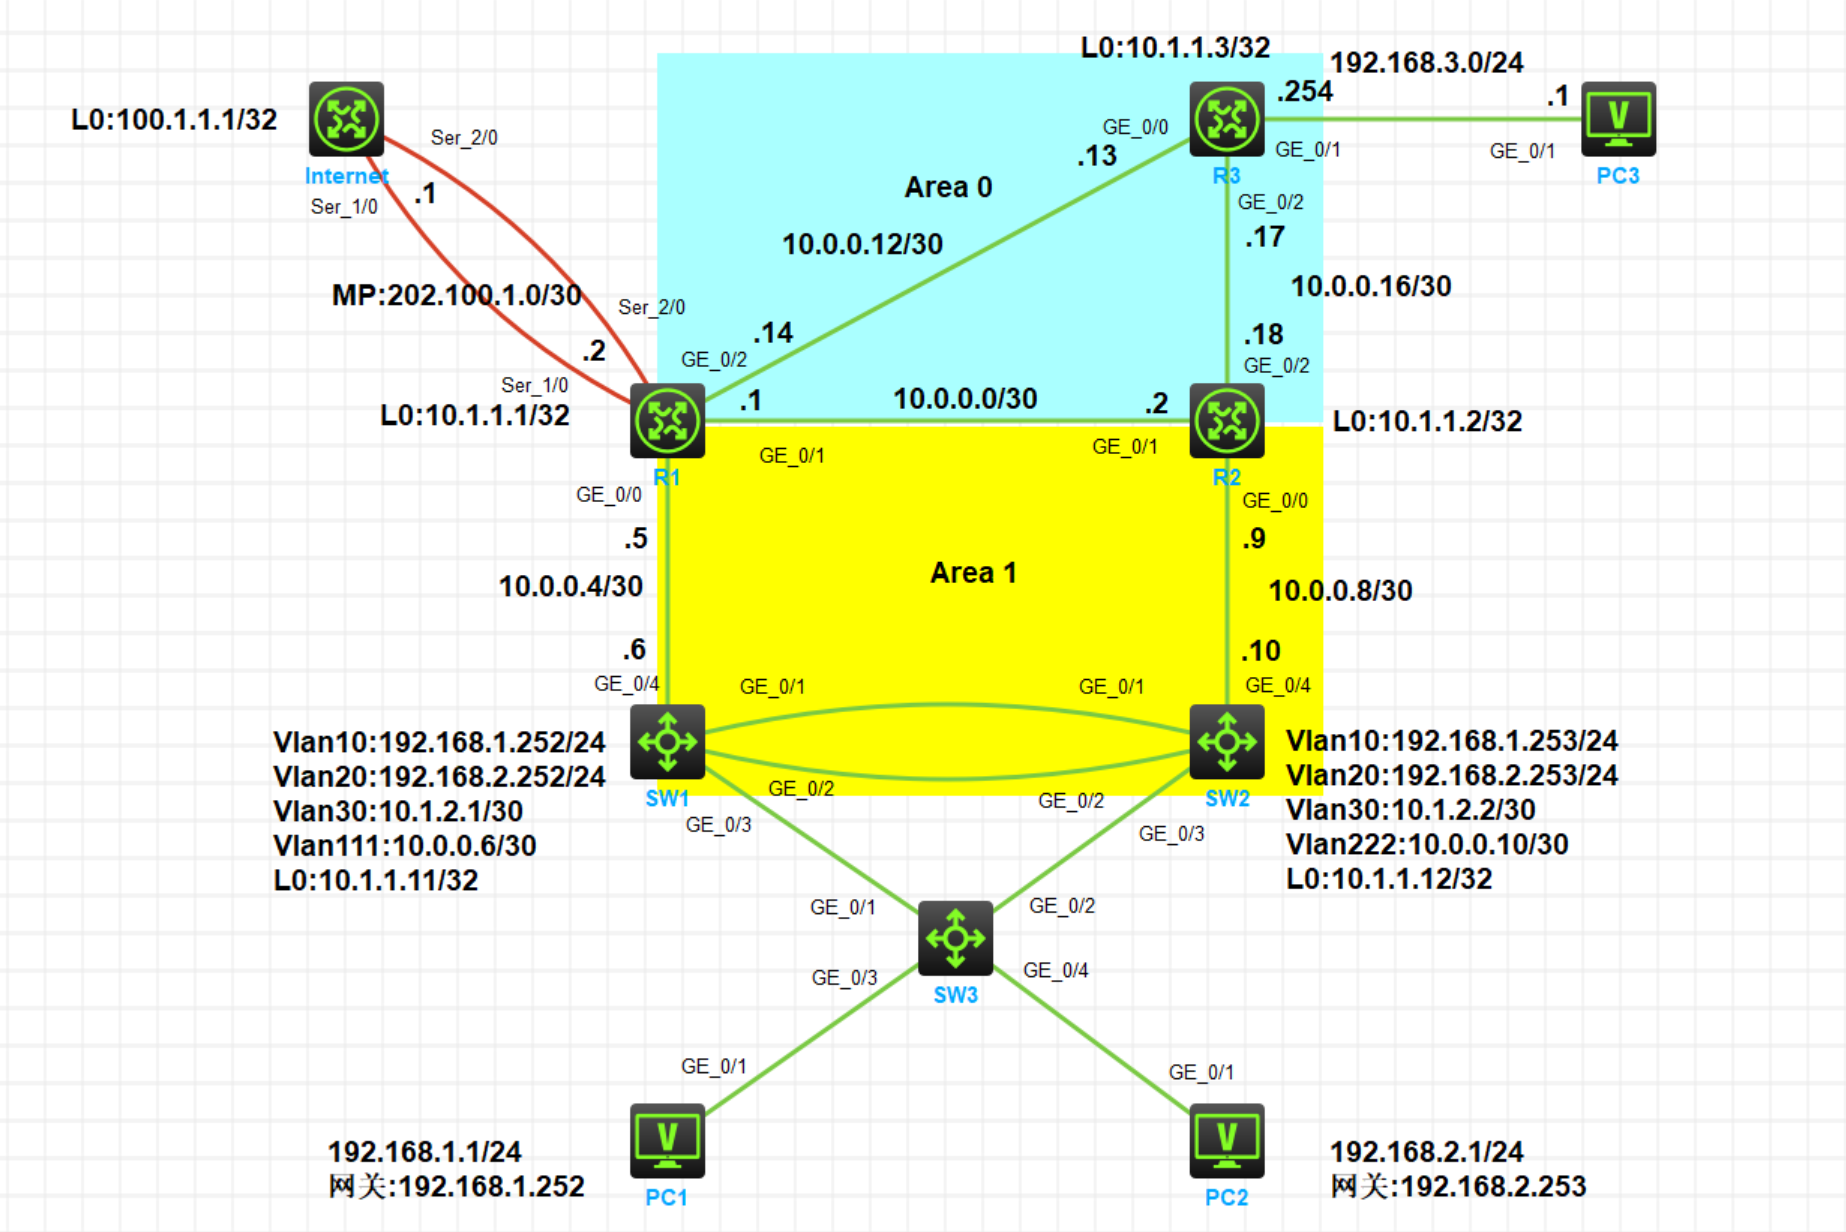 L0:10.1.1.3/32
192.168.3.0/24
.254
.1
L0:100.1.1.1/32
Ser_2/0
GE_0/0
.13
GE_0/1
GE_0/1
Internet
R3
PC3
Area 0
.1
Ser_1/0
GE_0/2
.17
10.0.0.12/30
10.0.0.16/30
MP:202.100.1.0/30
Ser_2/0
.14
.18
.2
GE_0/2
GE_0/2
Ser_1/0
.1
10.0.0.0/30
.2
L0:10.1.1.1/32
L0:10.1.1.2/32
GE_0/1
GE_0/1
R1
R2
GE_0/0
GE_0/0
.5
.9
Area 1
10.0.0.4/30
10.0.0.8/30
.6
.10
GE_0/4
GE_0/1
GE_0/1
GE_0/4
Vlan10:192.168.1.252/24
Vlan20:192.168.2.252/24
Vlan30:10.1.2.1/30
Vlan111:10.0.0.6/30
L0:10.1.1.11/32
SW1
GE_0/2
GE_0/3
GE_0/2
GE_0/3
SW2
Vlan10:192.168.1.253/24
Vlan20:192.168.2.253/24
Vlan30:10.1.2.2/30
Vlan222:10.0.0.10/30
L0:10.1.1.12/32
GE_0/1
GE_0/2
GE_0/3
GE_0/4
SW3
GE_0/1
GE_0/1
192.168.1.1/24
网关:192.168.1.252
PC1
PC2
192.168.2.1/24
网关:192.168.2.253